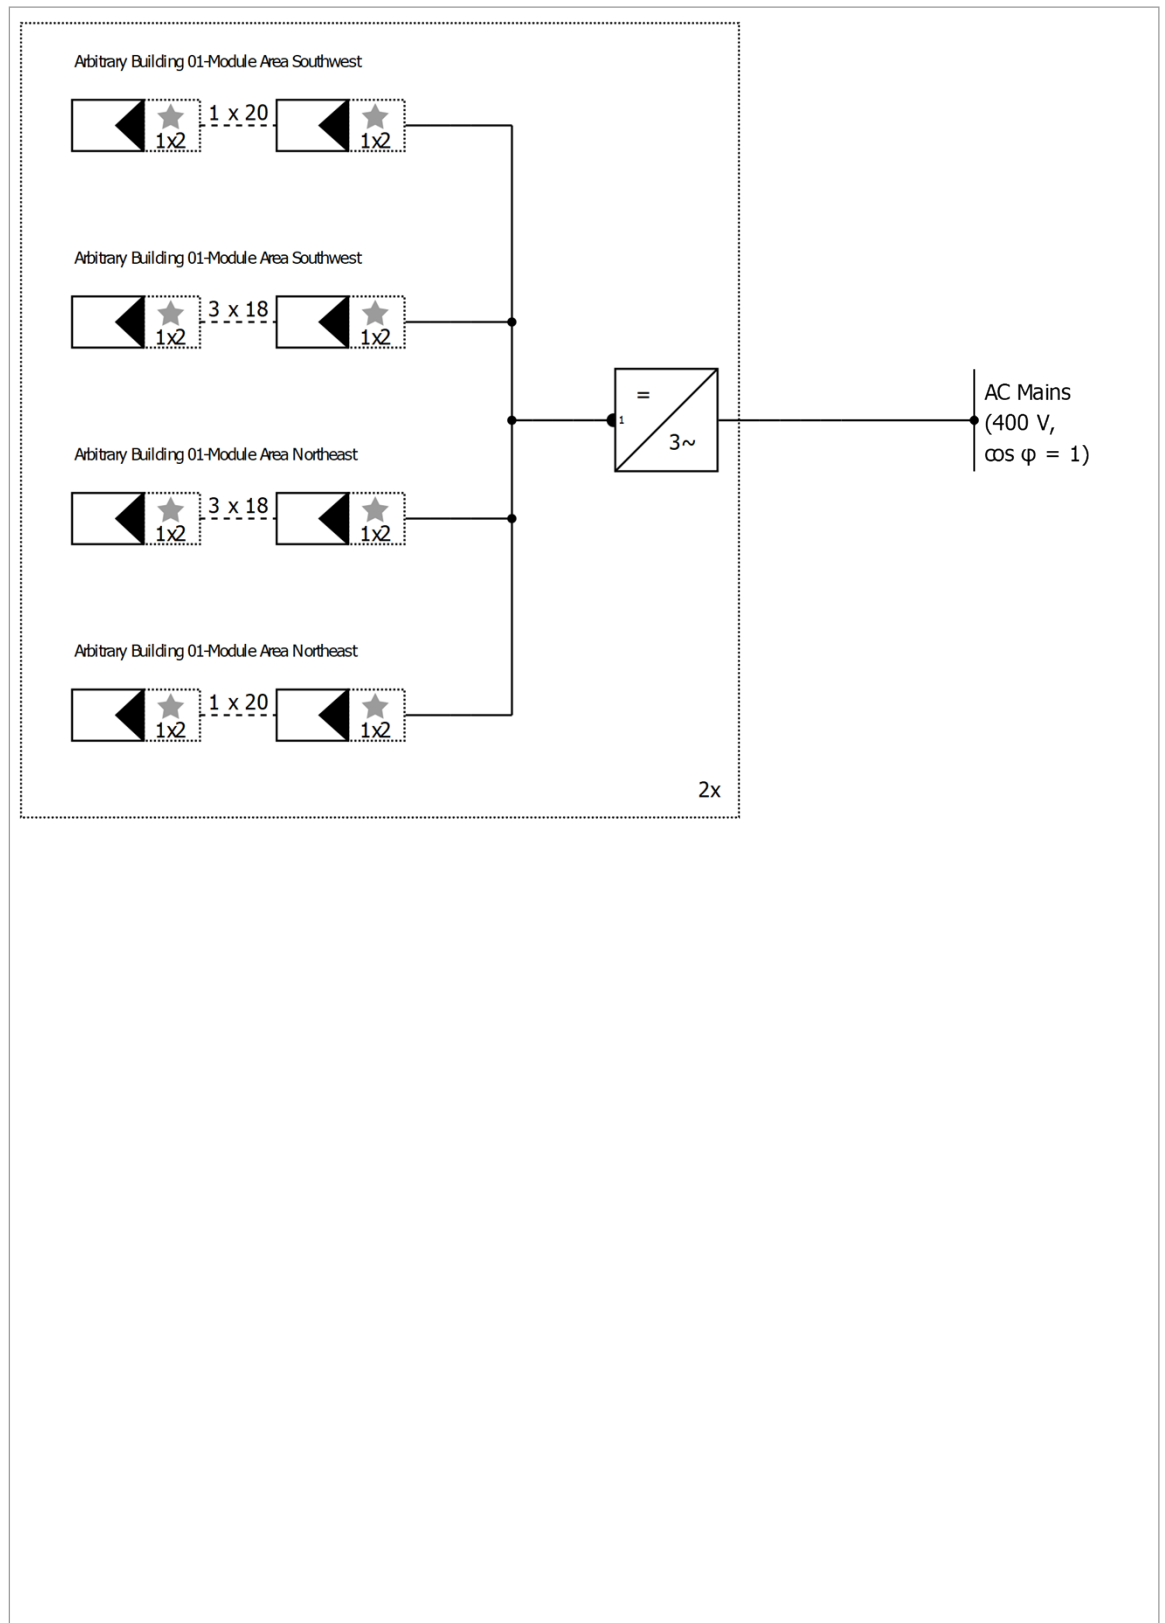 Arbitrary Building 01-Module Area Southwest
1 x 20
1x2
1x2
Arbitrary Building 01-Module Area Southwest
3 x 18
1x2
1x2
=
1
3~
AC Mains
(400 V,
cos φ = 1)
Arbitrary Building 01-Module Area Northeast
3 x 18
1x2
1x2
Arbitrary Building 01-Module Area Northeast
1 x 20
1x2
1x2
2x